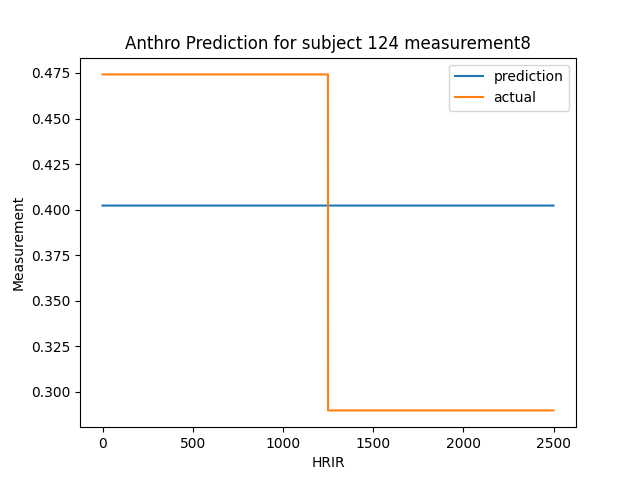 Anthro Prediction for subject 124 measurement8
prediction
actual
0.475
0.450
0.425
0.400
0.375
0.350
0.325
0.300
Measurement
0 500 1000 1500 2000 2500
HRIR